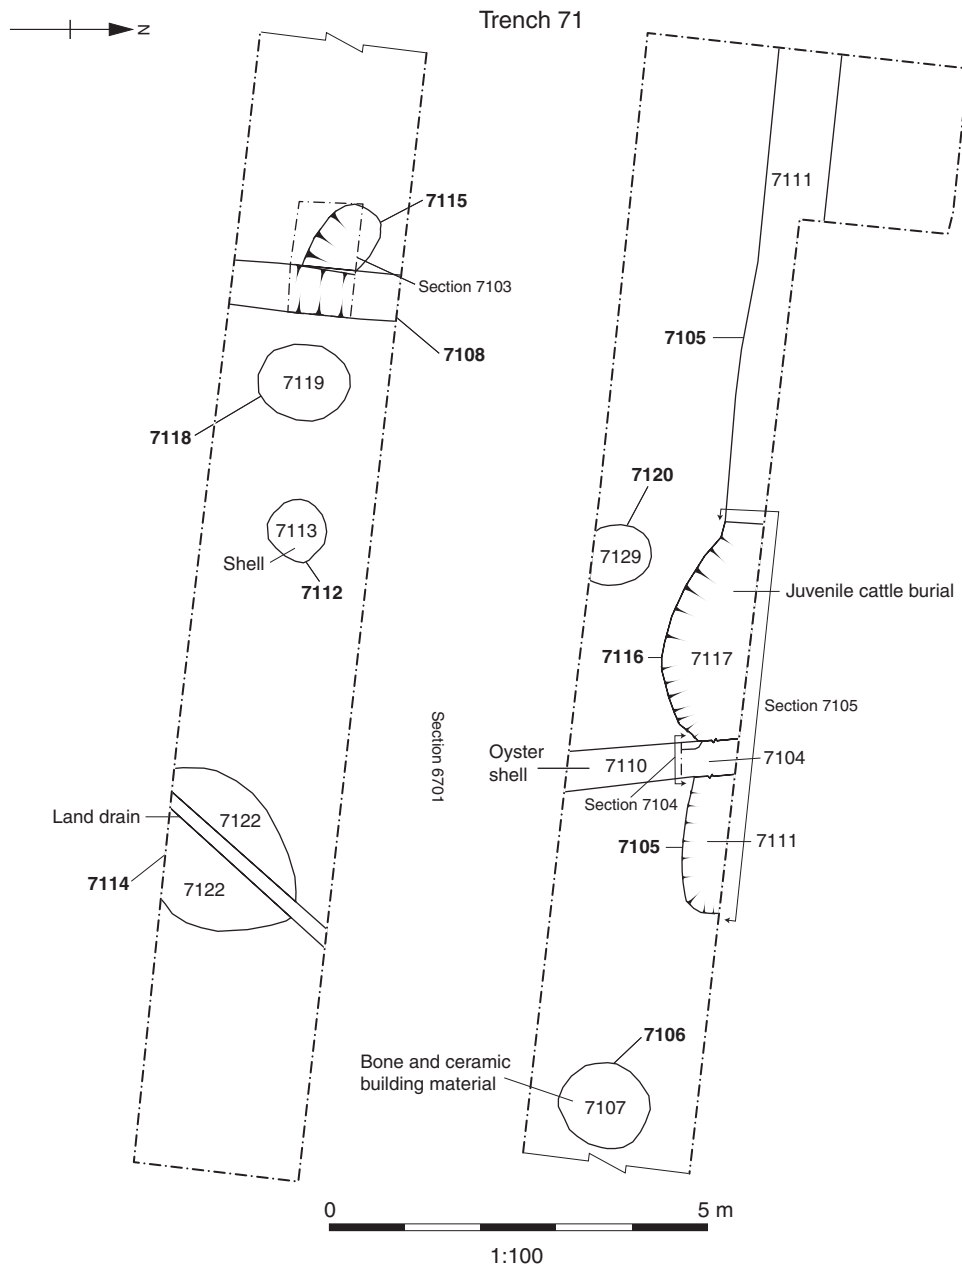 Trench 71
N
7115
Section 7103
7108
7119
7118
7113
Shell
7112
Land drain
7122
7114
7122
7111
7105
7120
7129
Juvenile cattle burial
7116
7117
Section 7105
Section 6701
Oyster
shell
7110
7104
Section 7104
7105
7111
7106
Bone and ceramic
building material
7107
0
5 m
1:100